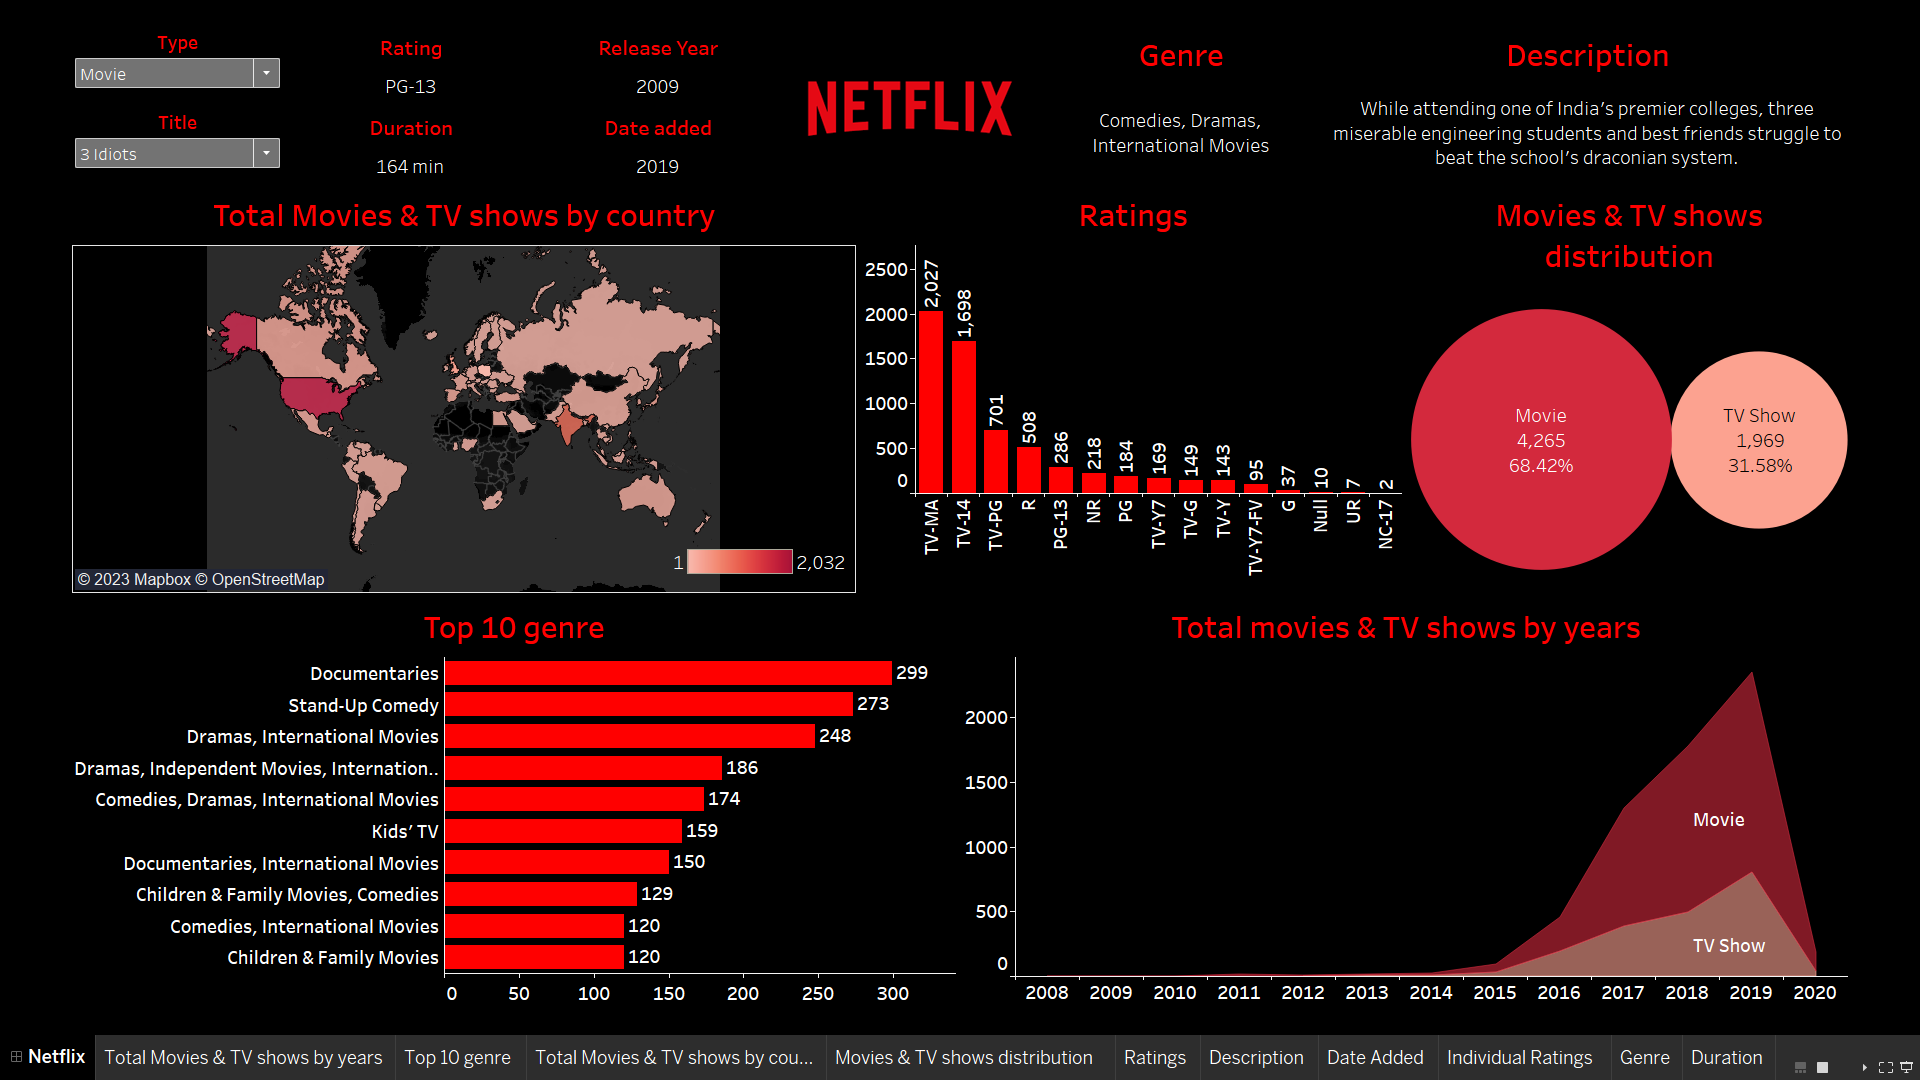 Type
Movie
Title
3 Idiots
Rating
PG-13
Duration
164 min
Release Year
2009
Date added
2019
NETFLIX
Genre
Comedies, Dramas,
International Movies
Description
While attending one of India's premier colleges, three
miserable engineering students and best friends struggle to
beat the school's draconian system.
Total Movies & TV shows by country
1
2,032
© 2023 Mapbox © OpenStreetMap
Ratings
2500
2000
1500
1000
500
0
2,027
1,698
701
508
286
218
184
169
149
143
95
37
10
7
2
TV-MA
TV-14
TV-PG
R
PG-13
NR
PG
TV-Y7
TV-G
TV-Y
TV-Y7-FV
G
Null
UR
NC-17
Movies & TV shows
distribution
Movie
4,265
68.42%
TV Show
1,969
31.58%
Top 10 genre
Documentaries 299
Stand-Up Comedy 273
Dramas, International Movies 248
Dramas, Independent Movies, Internation.. 186
Comedies, Dramas, International Movies 174
Kids' TV 159
Documentaries, International Movies 150
Children & Family Movies, Comedies 129
Comedies, International Movies 120
Children & Family Movies 120
0 50 100 150 200 250 300
Total movies & TV shows by years
2000
1500
1000
500
0
Movie
TV Show
2008 2009 2010 2011 2012 2013 2014 2015 2016 2017 2018 2019 2020
Netflix
Total Movies & TV shows by years
Top 10 genre
Total Movies & TV shows by cou...
Movies & TV shows distribution
Ratings
Description
Date Added
Individual Ratings
Genre
Duration